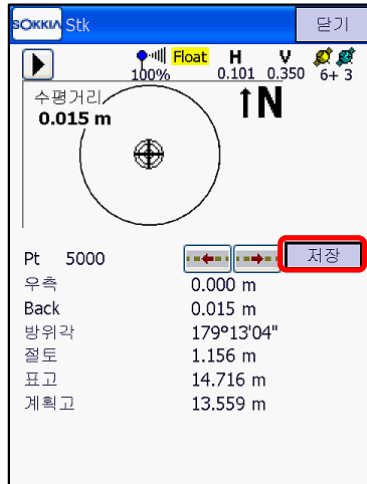 SOKKIA Stk 닫기
Float H V
100% 0.101 0.350 6+ 3
수평거리
0.015 m
N
Pt 5000 저장
우측 0.000 m
Back 0.015 m
방위각 179°13'04"
절토 1.156 m
표고 14.716 m
계획고 13.559 m